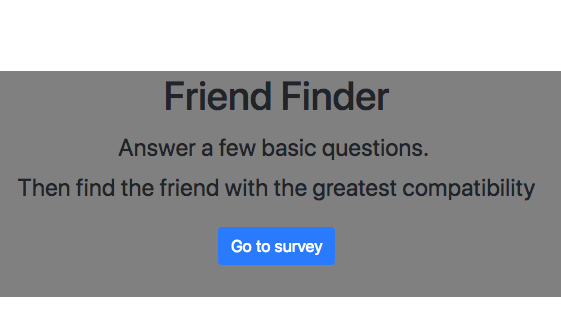 Friend Finder
Answer a few basic questions.
Then find the friend with the greatest compatibility
Go to survey